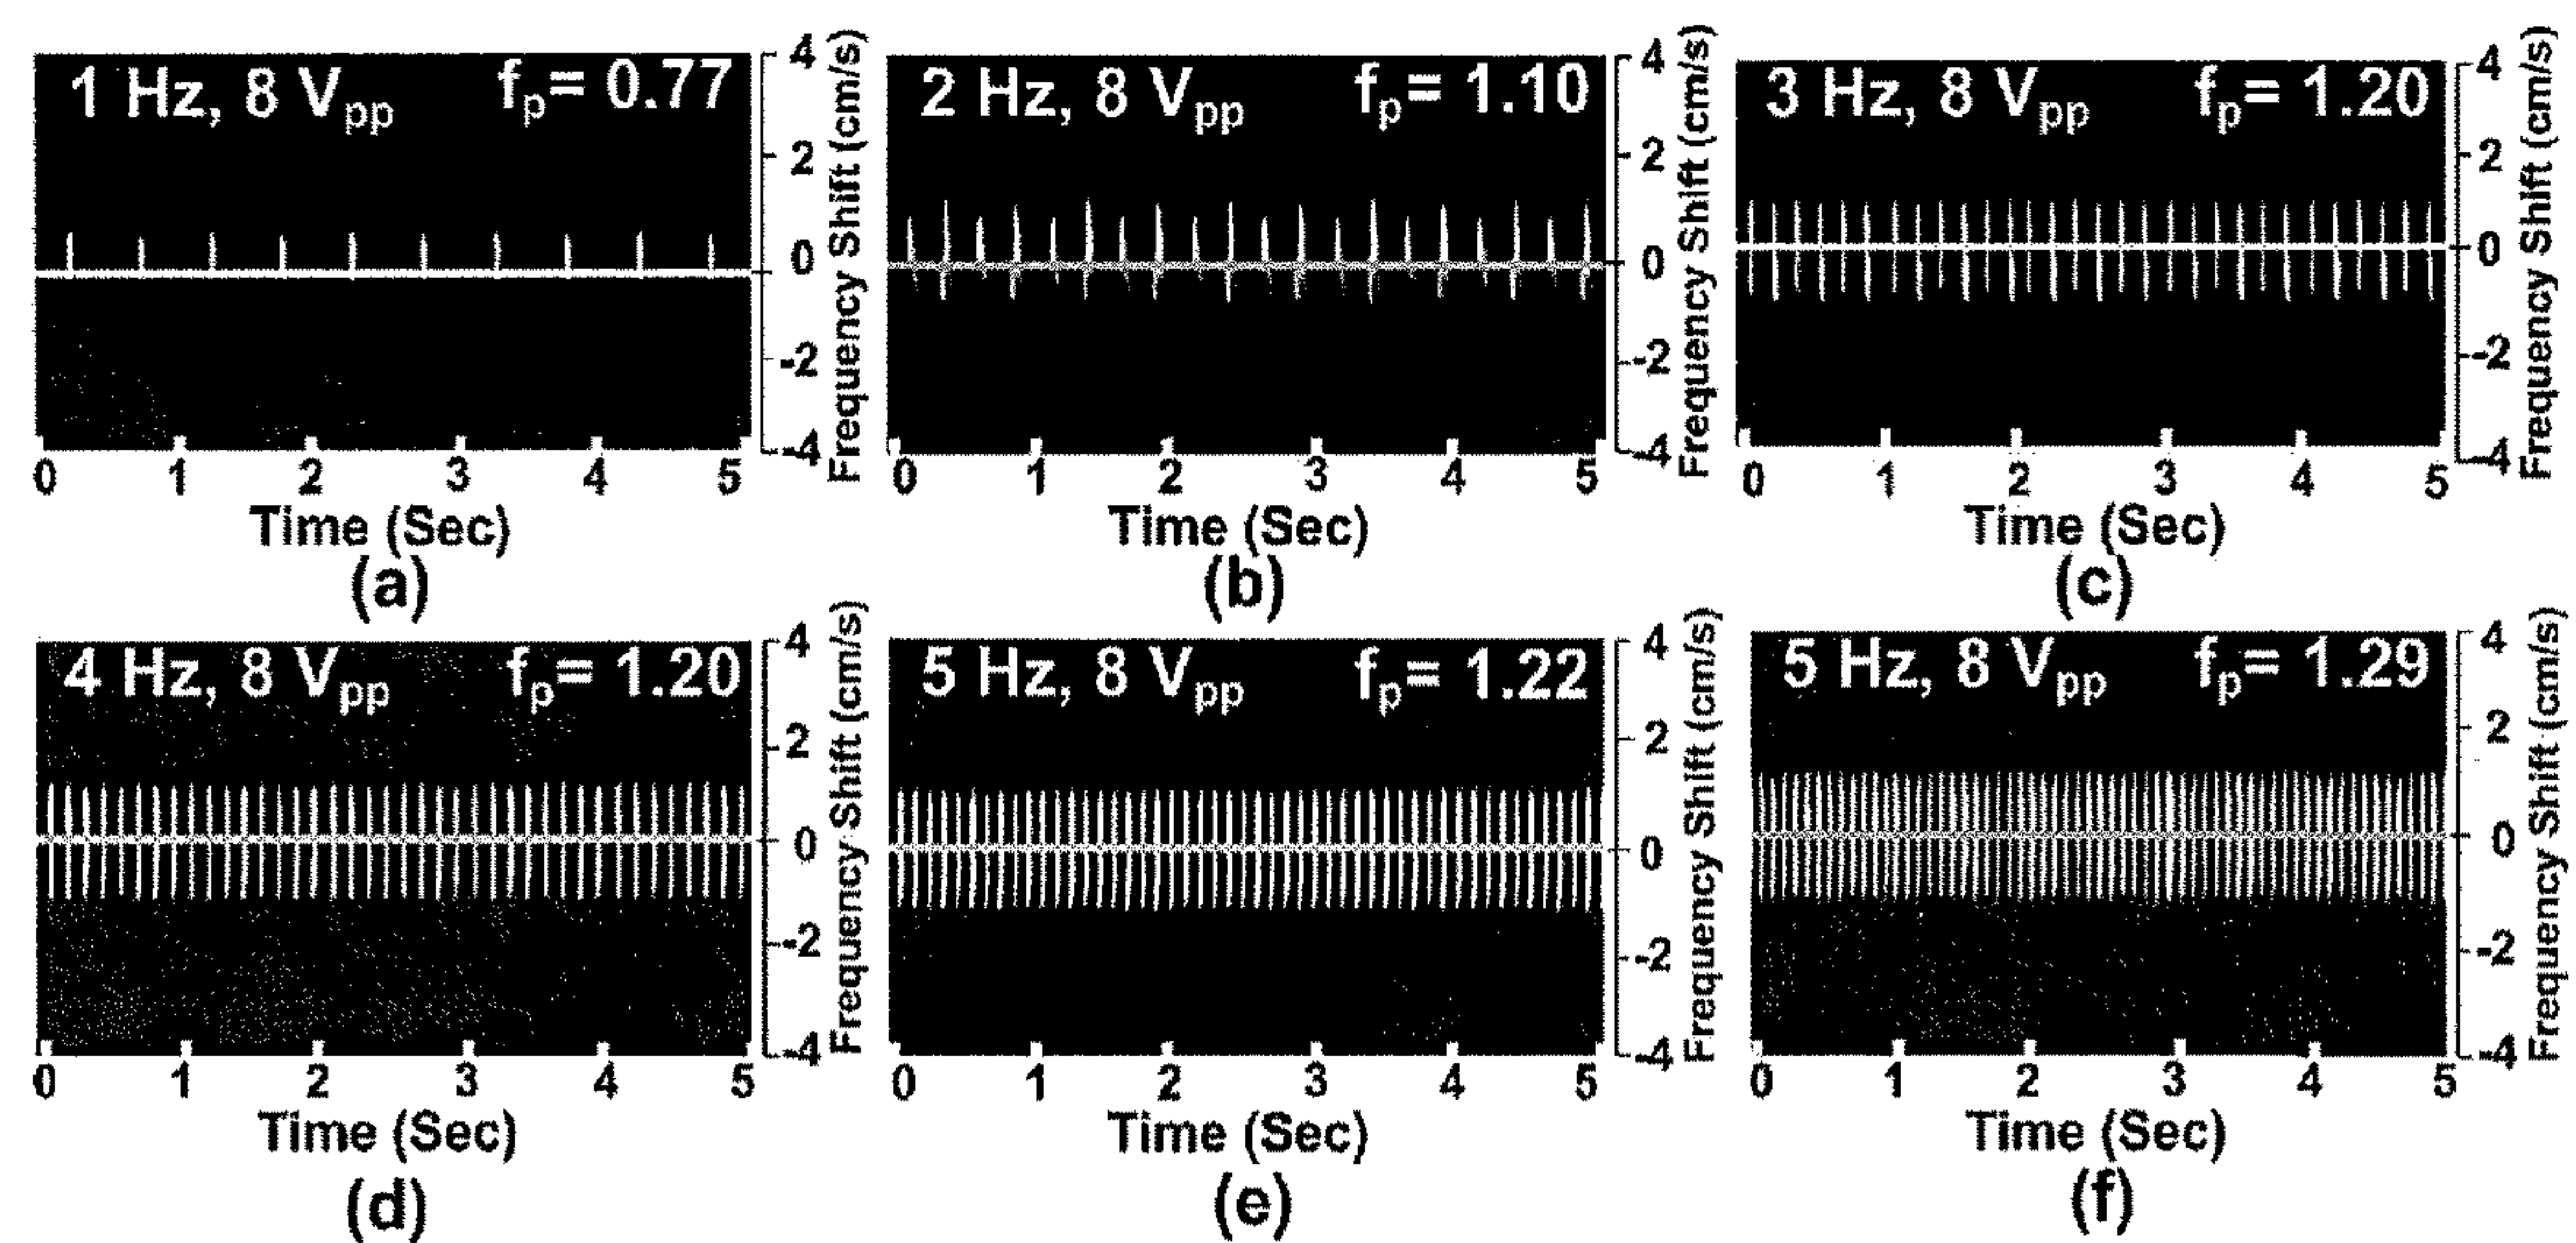 1 Hz, 8 Vpp fp= 0.77
4
2
0
-2
-4
Frequency Shift (cm/s)
0 1 2 3 4 5
Time (Sec)
(a)
2 Hz, 8 Vpp fp= 1.10
4
2
0
-2
-4
Frequency Shift (cm/s)
0 1 2 3 4 5
Time (Sec)
(b)
3 Hz, 8 Vpp fp= 1.20
4
2
0
-2
-4
Frequency Shift (cm/s)
0 1 2 3 4 5
Time (Sec)
(c)
4 Hz, 8 Vpp fp= 1.20
4
2
0
-2
-4
Frequency Shift (cm/s)
0 1 2 3 4 5
Time (Sec)
(d)
5 Hz, 8 Vpp fp= 1.22
4
2
0
-2
-4
Frequency Shift (cm/s)
0 1 2 3 4 5
Time (Sec)
(e)
5 Hz, 8 Vpp fp= 1.29
4
2
0
-2
-4
Frequency Shift (cm/s)
0 1 2 3 4 5
Time (Sec)
(f)